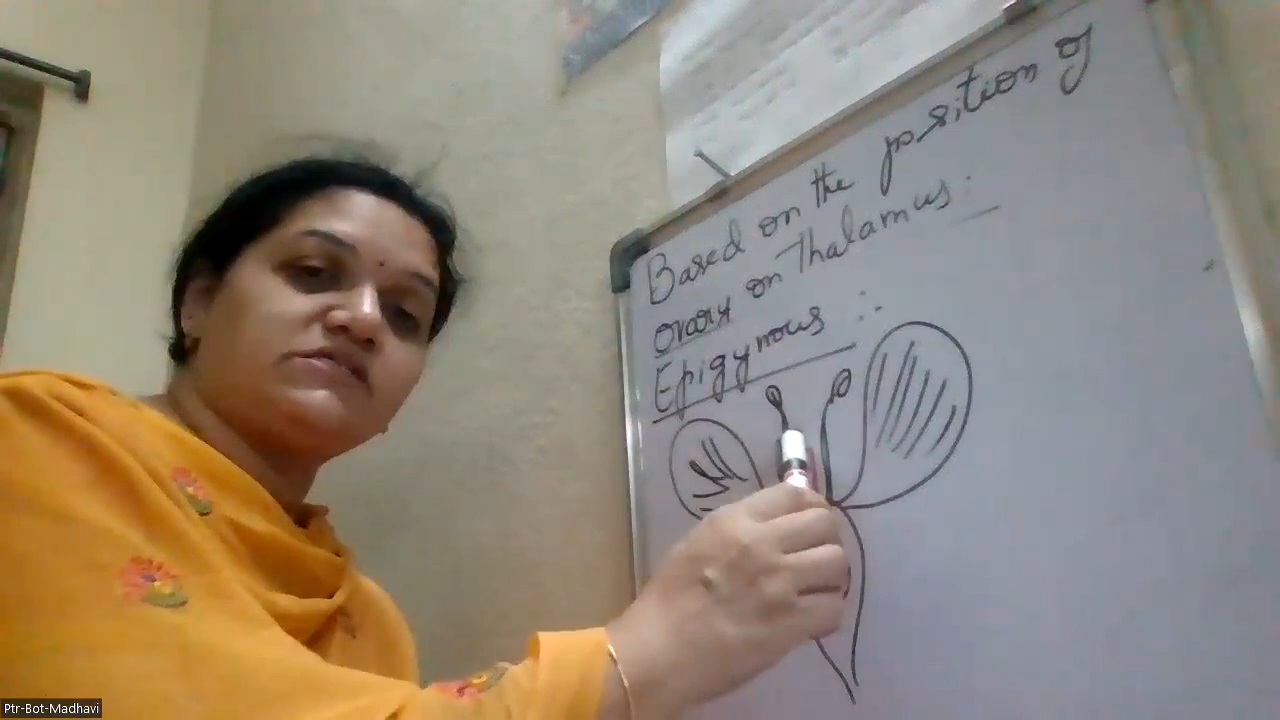 Based on the position of
ovary on Thalamus :-
Epigynous :-
Ptr-Bot-Madhavi